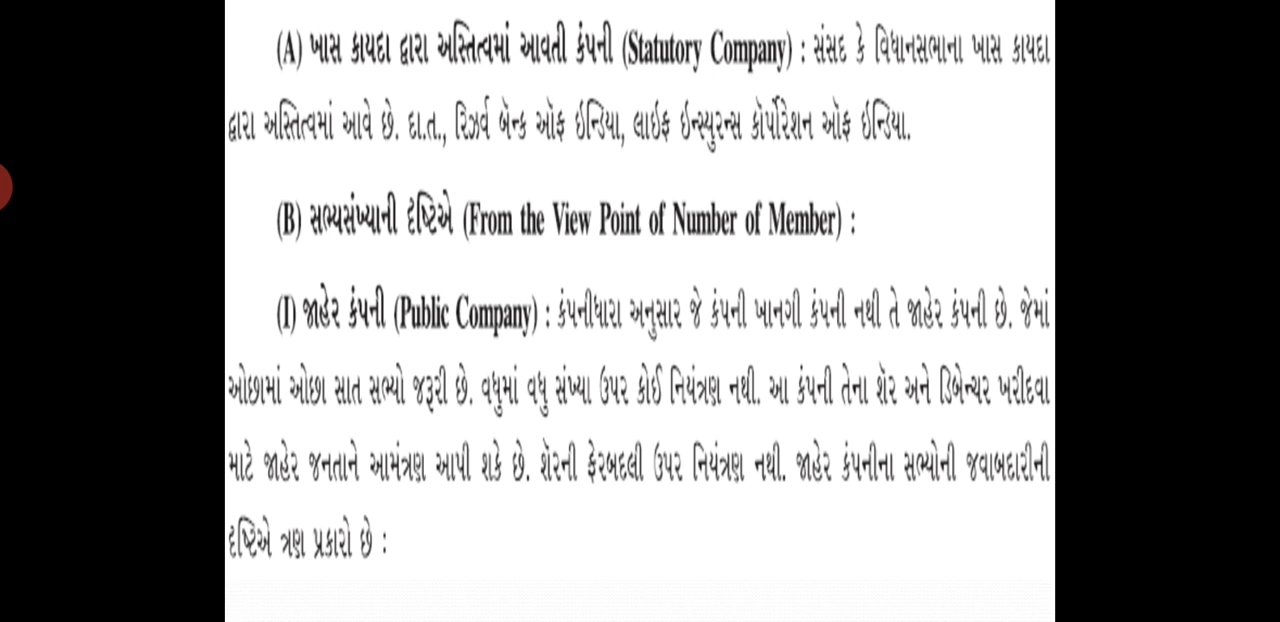 (A) ખાસ કાયદા દ્વારા અસ્તિત્વમાં આવતી કંપની (Statutory Company) : સંસદ કે વિધાનસભાના ખાસ કાયદા
દ્વારા અસ્તિત્વમાં આવે છે. દા.ત., રિઝર્વ બૅન્ક ઑફ ઇન્ડિયા, લાઇફ ઇન્સ્યુરન્સ કૉર્પોરેશન ઑફ ઇન્ડિયા.
(B) સભ્યસંખ્યાની દૃષ્ટિએ (From the View Point of Number of Member) :
(I) જાહેર કંપની (Public Company) : કંપનીધારા અનુસાર જે કંપની ખાનગી કંપની નથી તે જાહેર કંપની છે. જેમાં
ઓછામાં ઓછા સાત સભ્યો જરૂરી છે. વધુમાં વધુ સંખ્યા ઉપર કોઈ નિયંત્રણ નથી. આ કંપની તેના શૅર અને ડિબેન્ચર ખરીદવા
માટે જાહેર જનતાને આમંત્રણ આપી શકે છે. શૅરની ફેરબદલી ઉપર નિયંત્રણ નથી. જાહેર કંપનીના સભ્યોની જવાબદારીની
દૃષ્ટિએ ત્રણ પ્રકારો છે :